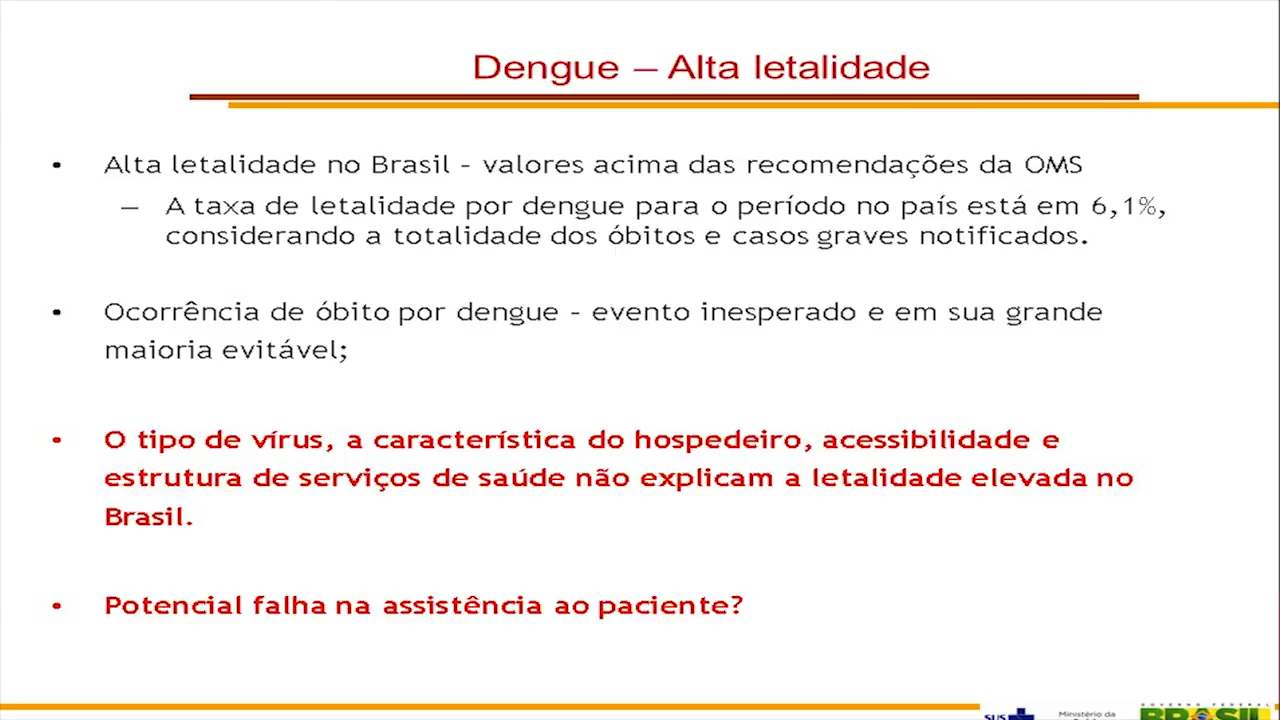 Dengue – Alta letalidade
• Alta letalidade no Brasil - valores acima das recomendações da OMS
– A taxa de letalidade por dengue para o período no país está em 6,1%,
considerando a totalidade dos óbitos e casos graves notificados.
• Ocorrência de óbito por dengue - evento inesperado e em sua grande
maioria evitável;
• O tipo de vírus, a característica do hospedeiro, acessibilidade e
estrutura de serviços de saúde não explicam a letalidade elevada no
Brasil.
• Potencial falha na assistência ao paciente?
GOVERNO FEDERAL
SUS Ministério da BRASIL